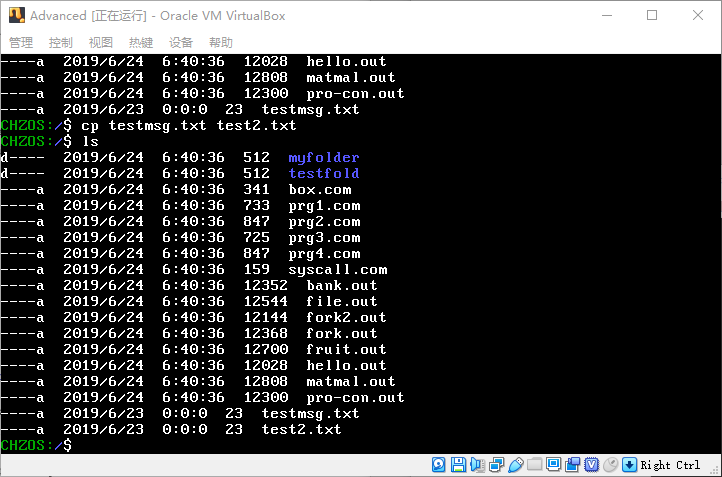 Advanced [正在运行] - Oracle VM VirtualBox
管理 控制 视图 热键 设备 帮助
----a  2019/6/24  6:40:36  12028  hello.out
----a  2019/6/24  6:40:36  12808  matmal.out
----a  2019/6/24  6:40:36  12300  pro-con.out
----a  2019/6/23  0:0:0  23  testmsg.txt
CHZOS:/$ cp testmsg.txt test2.txt
CHZOS:/$ ls
d----  2019/6/24  6:40:36  512  myfolder
d----  2019/6/24  6:40:36  512  testfold
----a  2019/6/24  6:40:36  341  box.com
----a  2019/6/24  6:40:36  733  prg1.com
----a  2019/6/24  6:40:36  847  prg2.com
----a  2019/6/24  6:40:36  725  prg3.com
----a  2019/6/24  6:40:36  847  prg4.com
----a  2019/6/24  6:40:36  159  syscall.com
----a  2019/6/24  6:40:36  12352  bank.out
----a  2019/6/24  6:40:36  12544  file.out
----a  2019/6/24  6:40:36  12144  fork2.out
----a  2019/6/24  6:40:36  12368  fork.out
----a  2019/6/24  6:40:36  12700  fruit.out
----a  2019/6/24  6:40:36  12028  hello.out
----a  2019/6/24  6:40:36  12808  matmal.out
----a  2019/6/24  6:40:36  12300  pro-con.out
----a  2019/6/23  0:0:0  23  testmsg.txt
----a  2019/6/23  0:0:0  23  test2.txt
CHZOS:/$
Right Ctrl